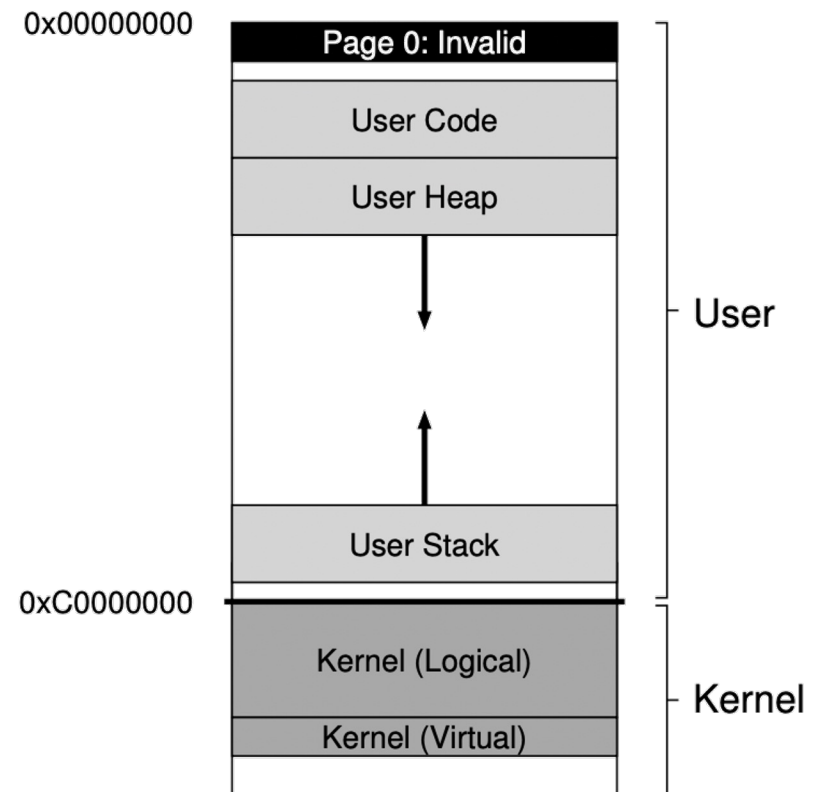 0x00000000
Page 0: Invalid
User Code
User Heap
User
User Stack
0xC0000000
Kernel (Logical)
Kernel
Kernel (Virtual)